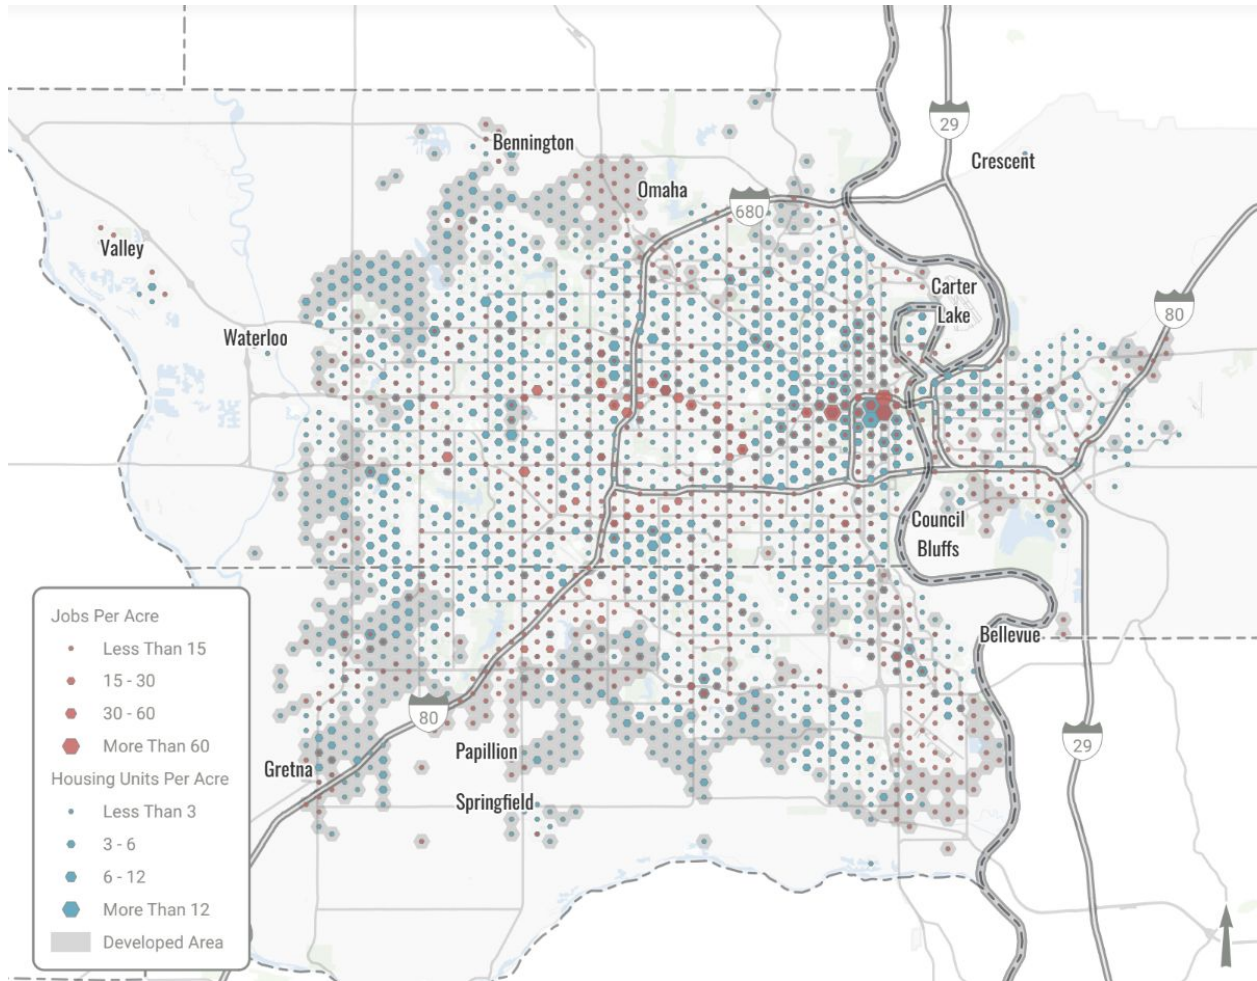 29
Bennington
Crescent
Omaha
680
Valley
Carter
Lake
80
Waterloo
Council
Bluffs
Bellevue
80
29
Papillion
Gretna
Springfield
Jobs Per Acre
Less Than 15
15 - 30
30 - 60
More Than 60
Housing Units Per Acre
Less Than 3
3 - 6
6 - 12
More Than 12
Developed Area